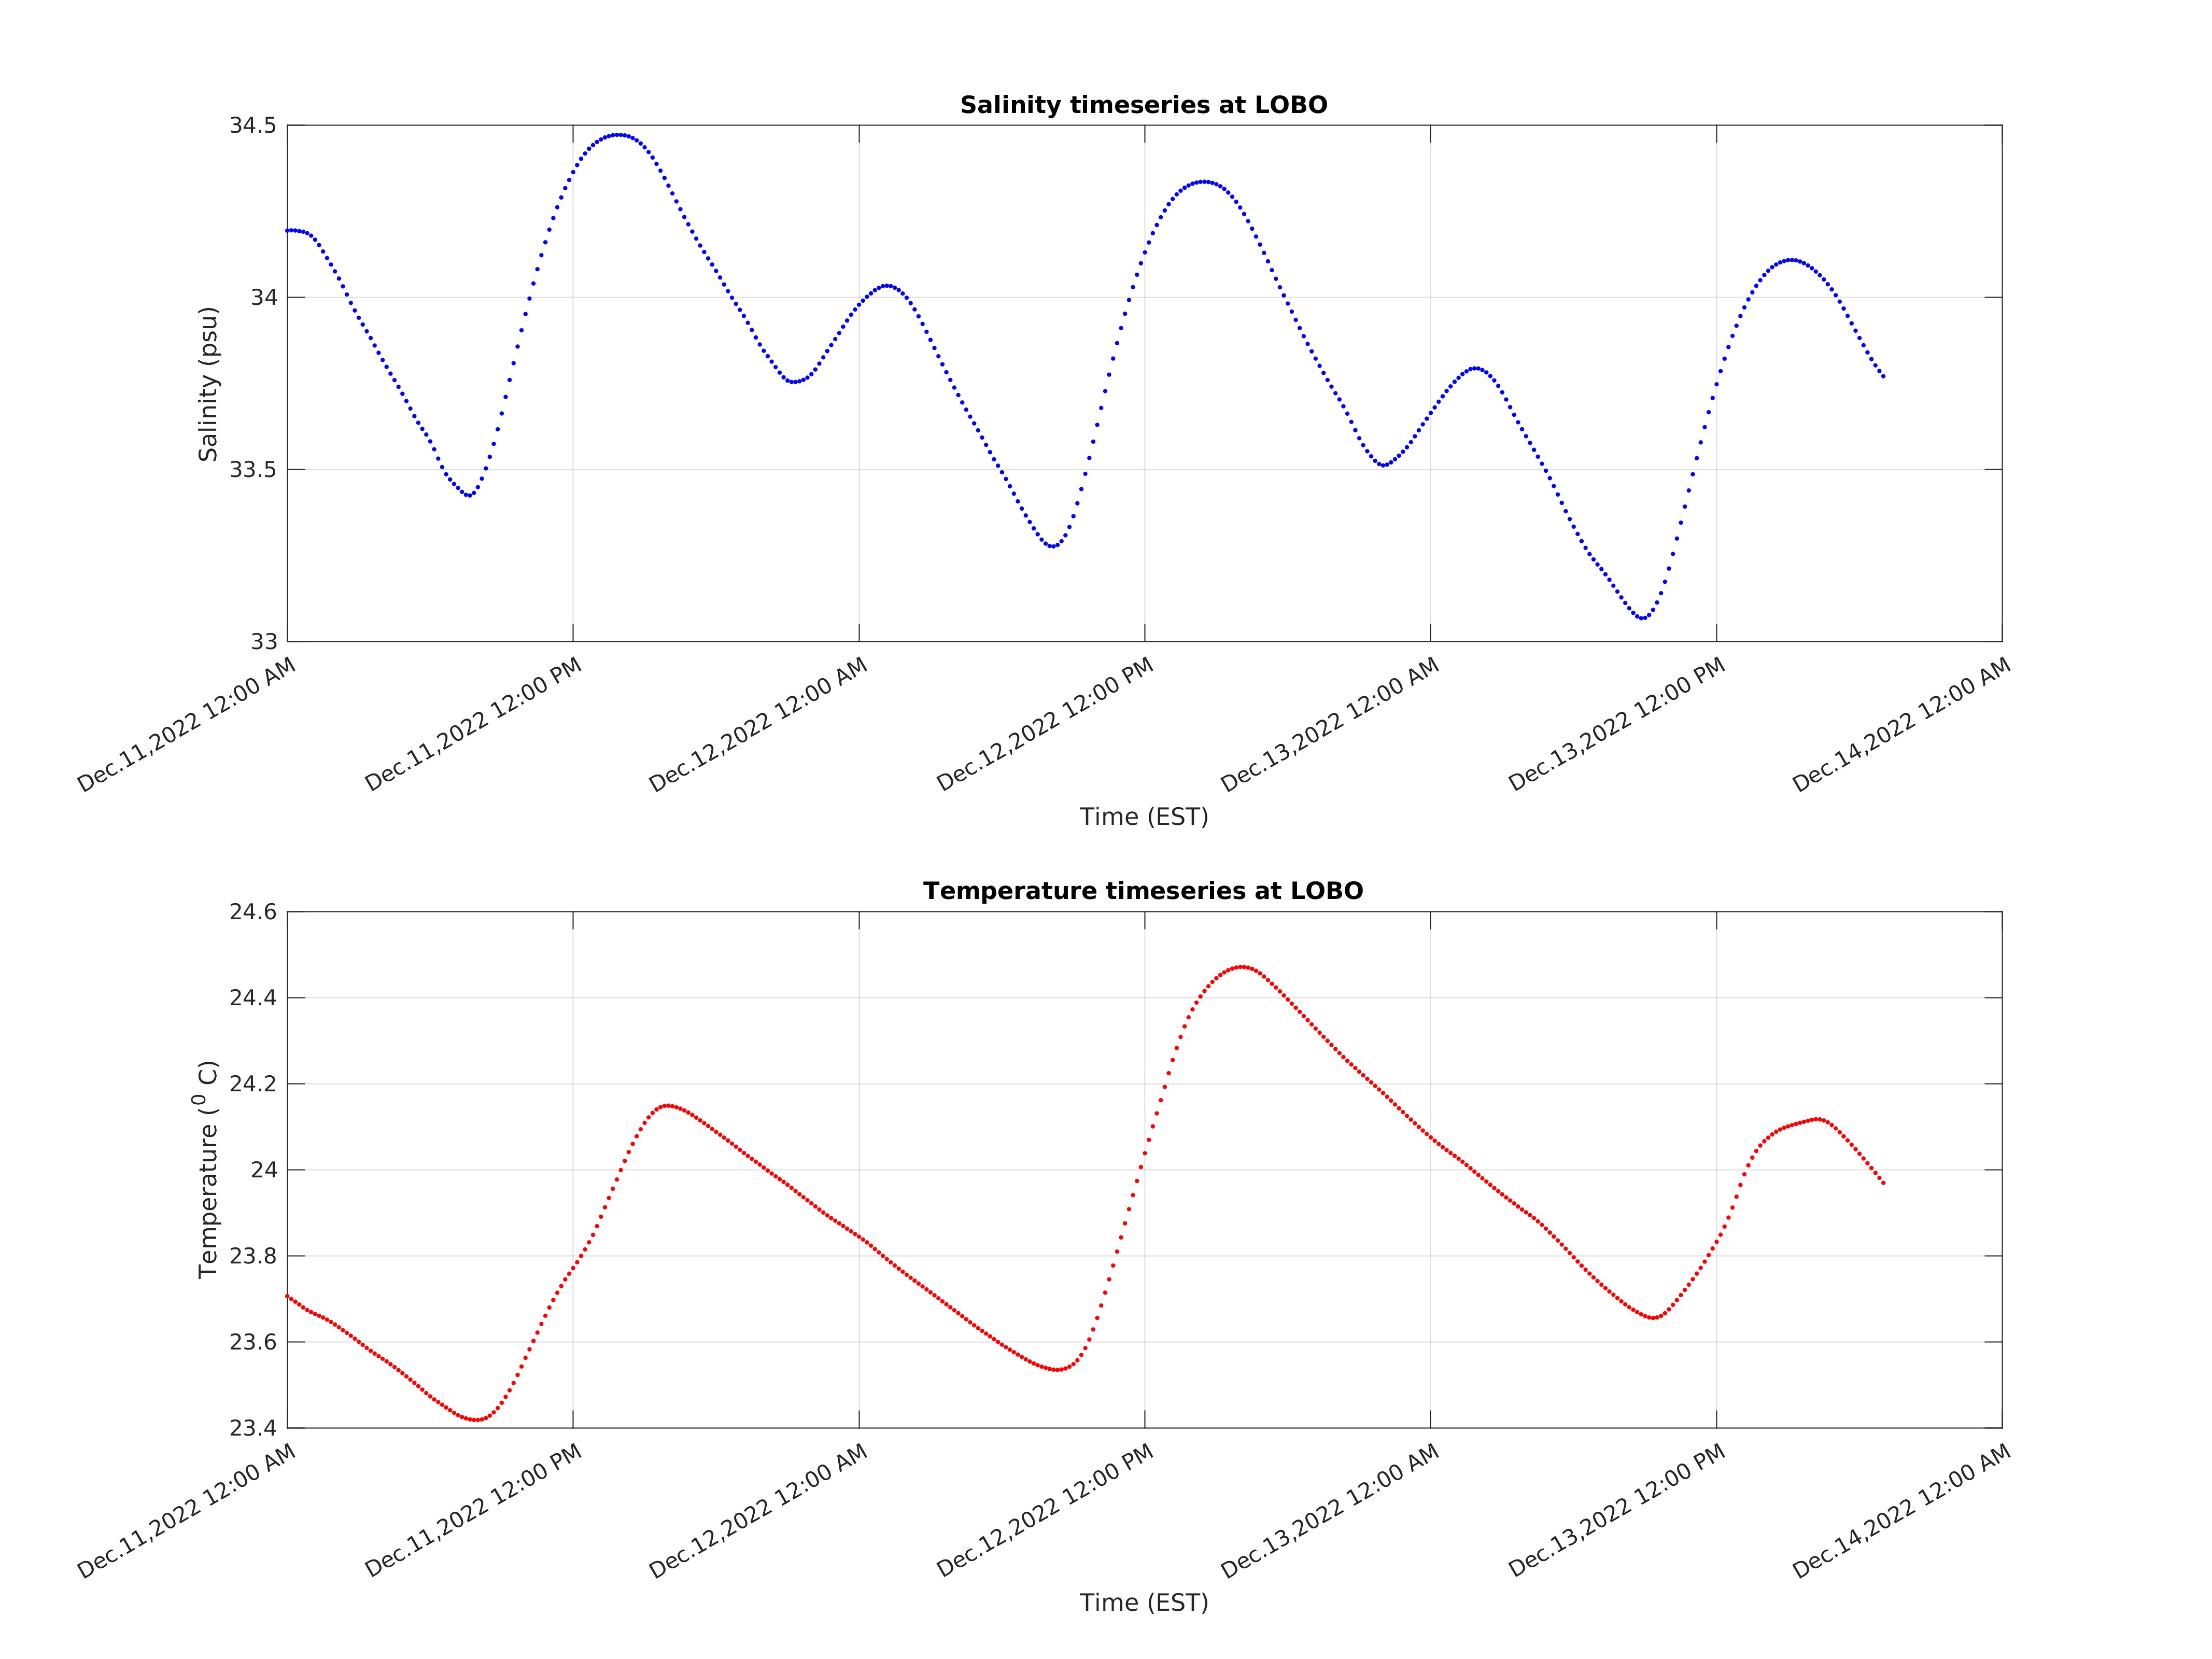 Salinity timeseries at LOBO
34.5
34
33.5
33
Salinity (psu)
Dec.11,2022 12:00 AM
Dec.11,2022 12:00 PM
Dec.12,2022 12:00 AM
Dec.12,2022 12:00 PM
Dec.13,2022 12:00 AM
Dec.13,2022 12:00 PM
Dec.14,2022 12:00 AM
Time (EST)
Temperature timeseries at LOBO
24.6
24.4
24.2
24
23.8
23.6
23.4
Temperature (⁰ C)
Dec.11,2022 12:00 AM
Dec.11,2022 12:00 PM
Dec.12,2022 12:00 AM
Dec.12,2022 12:00 PM
Dec.13,2022 12:00 AM
Dec.13,2022 12:00 PM
Dec.14,2022 12:00 AM
Time (EST)